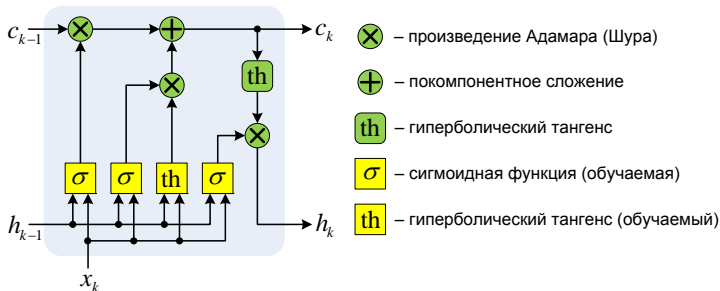 c_{k-1}
c_k
th
σ
σ
th
σ
h_{k-1}
h_k
x_k
– произведение Адамара (Шура)
– покомпонентное сложение
th – гиперболический тангенс
σ – сигмоидная функция (обучаемая)
th – гиперболический тангенс (обучаемый)